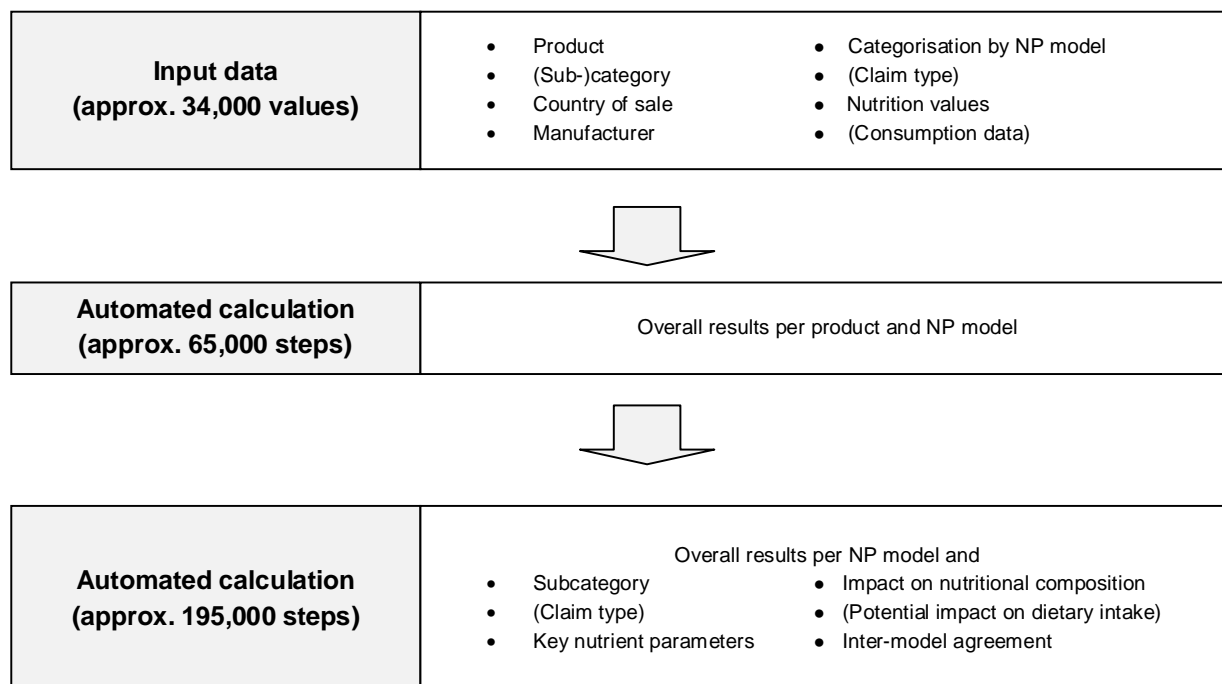 Input data
(approx. 34,000 values)
• Product
• (Sub-)category
• Country of sale
• Manufacturer
• Categorisation by NP model
• (Claim type)
• Nutrition values
• (Consumption data)
Automated calculation
(approx. 65,000 steps)
Overall results per product and NP model
Automated calculation
(approx. 195,000 steps)
Overall results per NP model and
• Subcategory
• (Claim type)
• Key nutrient parameters
• Impact on nutritional composition
• (Potential impact on dietary intake)
• Inter-model agreement